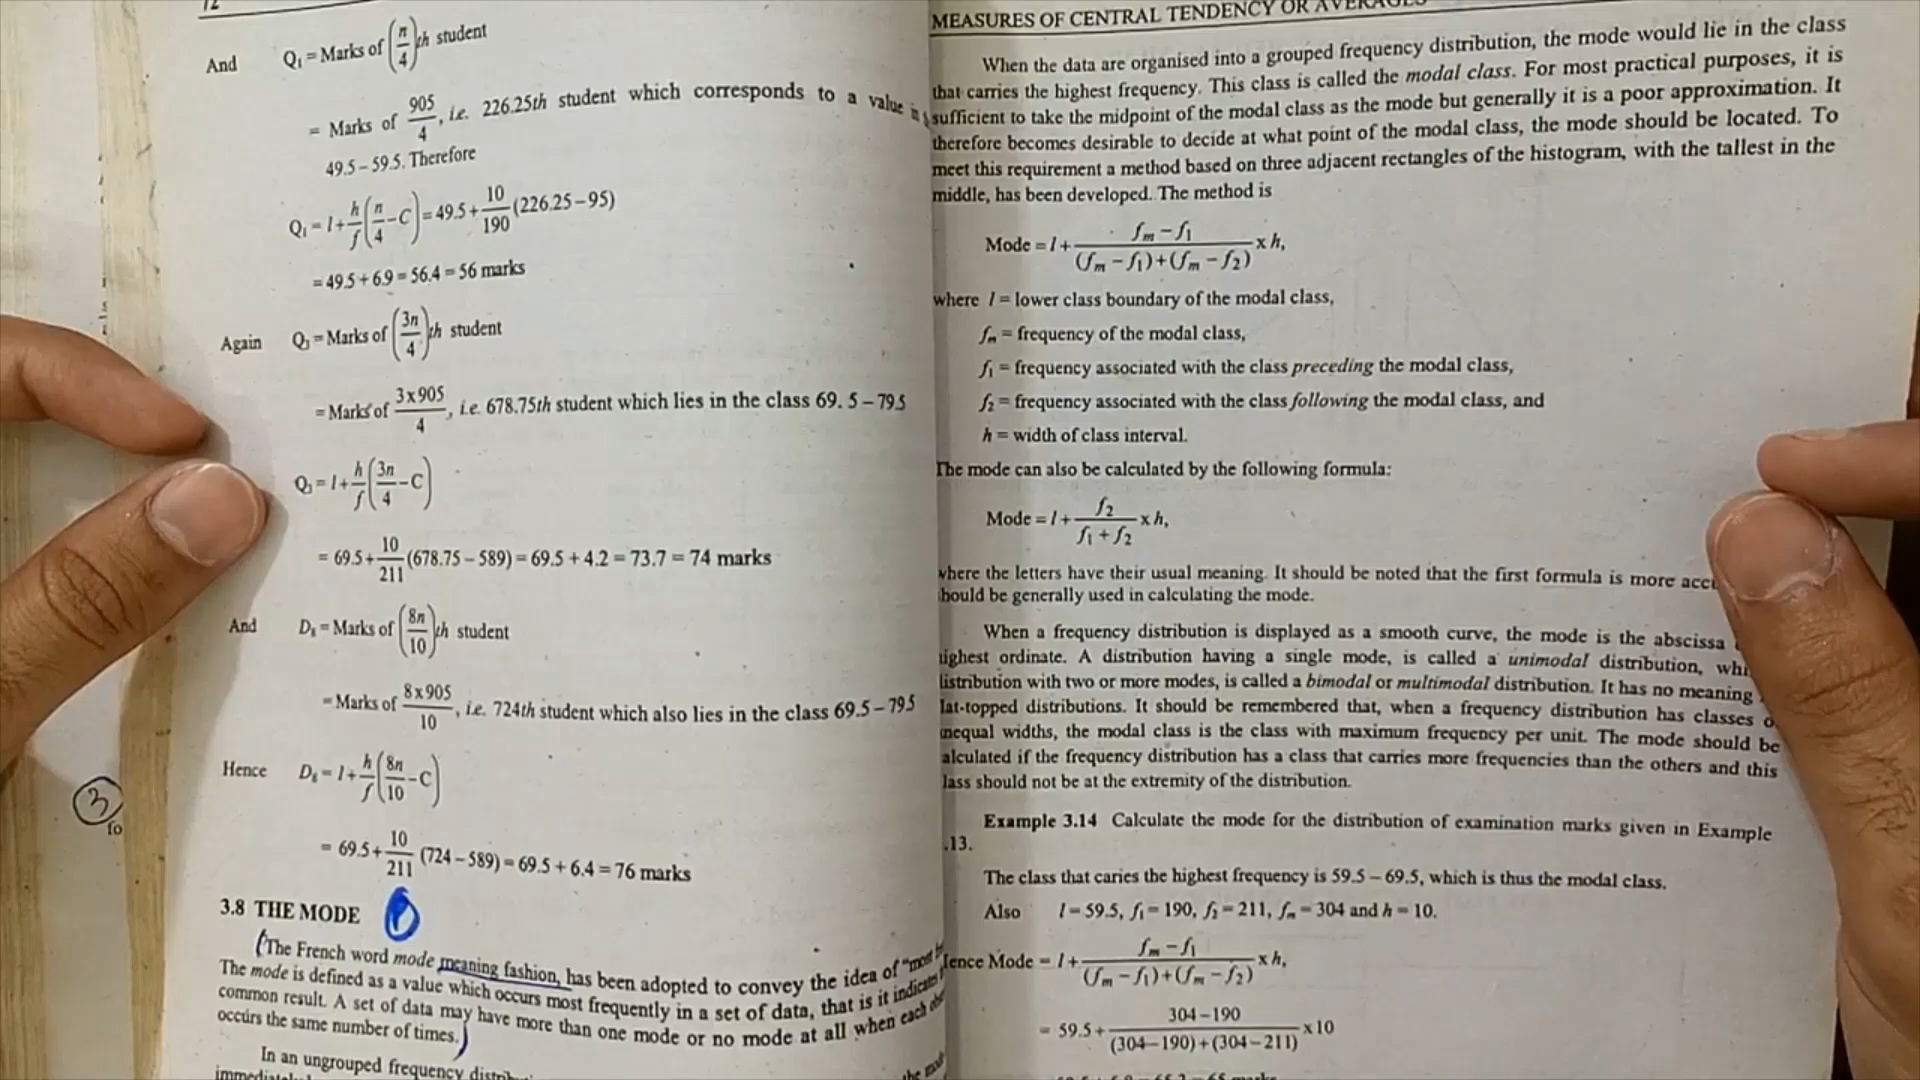 12
And Q₁ = Marks of (n/4)th student
= Marks of 905/4, i.e. 226.25th student which corresponds to a value in
49.5 – 59.5. Therefore
Q₁ = l + h/f (n/4 – C) = 49.5 + 10/190 (226.25 – 95)
= 49.5 + 6.9 = 56.4 = 56 marks
Again Q₃ = Marks of (3n/4)th student
= Marks of 3x905/4, i.e. 678.75th student which lies in the class 69. 5 – 79.5
Q₃ = l + h/f (3n/4 – C)
= 69.5 + 10/211 (678.75 – 589) = 69.5 + 4.2 = 73.7 = 74 marks
And D₈ = Marks of (8n/10)th student
= Marks of 8x905/10, i.e. 724th student which also lies in the class 69.5 – 79.5
Hence D₈ = l + h/f (8n/10 – C)
= 69.5 + 10/211 (724 – 589) = 69.5 + 6.4 = 76 marks
3
fo
3.8 THE MODE
(The French word mode meaning fashion, has been adopted to convey the idea of "most
The mode is defined as a value which occurs most frequently in a set of data, that is it indicates
common result. A set of data may have more than one mode or no mode at all when each
occurs the same number of times.)
In an ungrouped frequency
MEASURES OF CENTRAL TENDENCY OR AVERAGES
When the data are organised into a grouped frequency distribution, the mode would lie in the class
that carries the highest frequency. This class is called the modal class. For most practical purposes, it is
sufficient to take the midpoint of the modal class as the mode but generally it is a poor approximation. It
therefore becomes desirable to decide at what point of the modal class, the mode should be located. To
meet this requirement a method based on three adjacent rectangles of the histogram, with the tallest in the
middle, has been developed. The method is
Mode = l + (fm – f₁)/((fm – f₁)+(fm – f₂)) x h,
where l = lower class boundary of the modal class,
fm = frequency of the modal class,
f₁ = frequency associated with the class preceding the modal class,
f₂ = frequency associated with the class following the modal class, and
h = width of class interval.
The mode can also be calculated by the following formula:
Mode = l + f₂/(f₁ + f₂) x h,
where the letters have their usual meaning. It should be noted that the first formula is more
hould be generally used in calculating the mode.
When a frequency distribution is displayed as a smooth curve, the mode is the abscissa
ighest ordinate. A distribution having a single mode, is called a unimodal distribution,
listribution with two or more modes, is called a bimodal or multimodal distribution. It has no meaning
lat-topped distributions. It should be remembered that, when a frequency distribution has classes
nequal widths, the modal class is the class with maximum frequency per unit. The mode should be
alculated if the frequency distribution has a class that carries more frequencies than the others and this
lass should not be at the extremity of the distribution.
Example 3.14 Calculate the mode for the distribution of examination marks given in Example
.13.
The class that caries the highest frequency is 59.5 – 69.5, which is thus the modal class.
Also l = 59.5, f₁ = 190, f₂ = 211, fm = 304 and h = 10.
Hence Mode = l + (fm – f₁)/((fm – f₁)+(fm – f₂)) x h,
= 59.5 + (304 – 190)/((304 – 190)+(304 – 211)) x 10